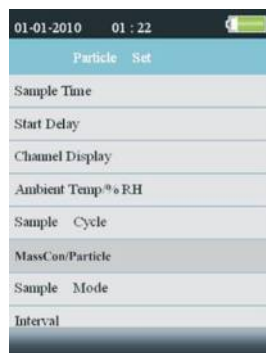 01-01-2010 01 : 22
Particle Set
Sample Time
Start Delay
Channel Display
Ambient Temp/% RH
Sample Cycle
MassCon/Particle
Sample Mode
Interval